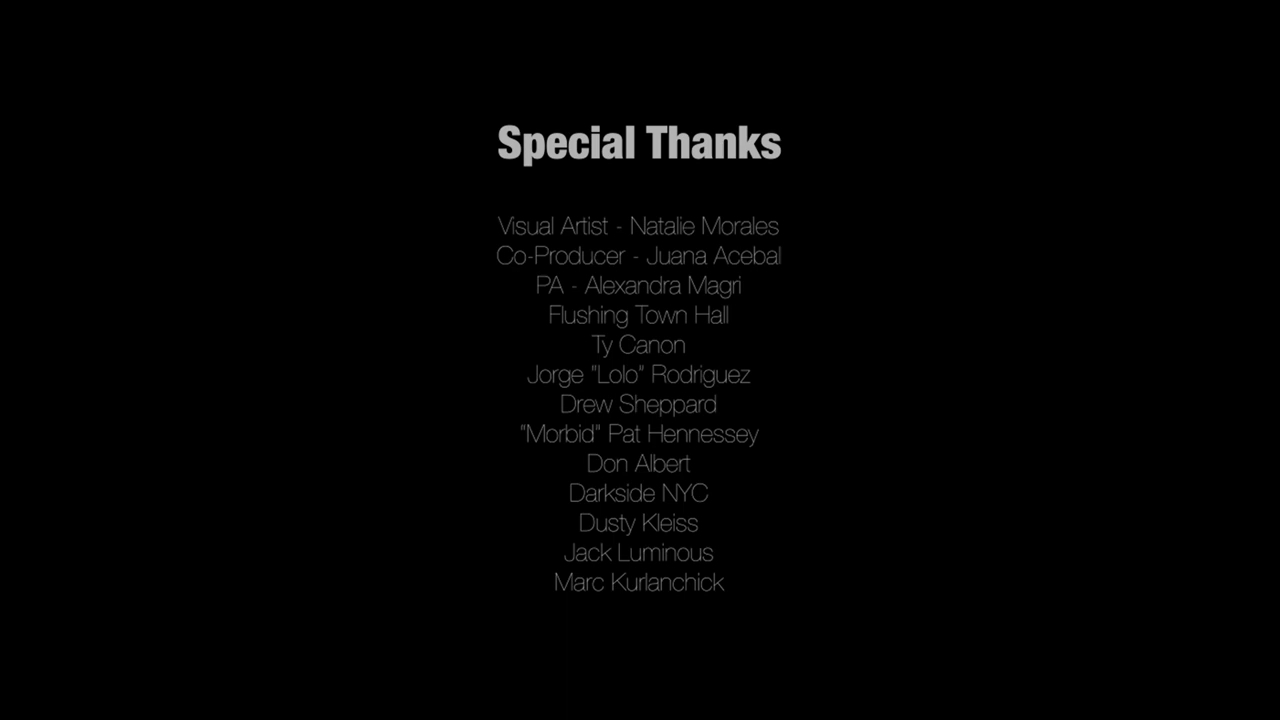 Special Thanks
Visual Artist - Natalie Morales
Co-Producer - Juana Acebal
PA - Alexandra Magri
Flushing Town Hall
Ty Canon
Jorge "Lolo" Rodriguez
Drew Sheppard
"Morbid" Pat Hennessey
Don Albert
Darkside NYC
Dusty Kleiss
Jack Luminous
Marc Kurlanchick